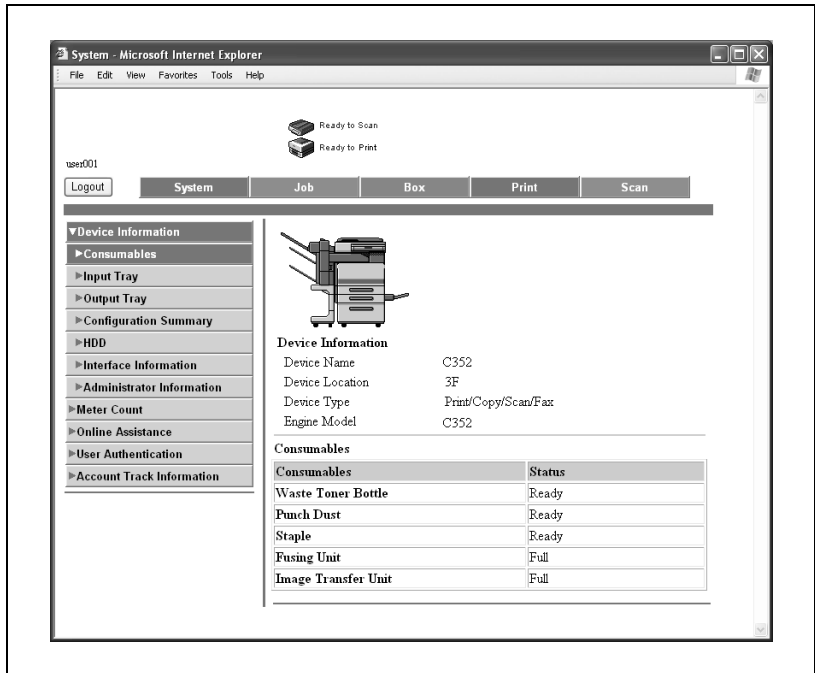 System - Microsoft Internet Explorer
File Edit View Favorites Tools Help
Ready to Scan
Ready to Print
user001
Logout System Job Box Print Scan
▼Device Information
►Consumables
►Input Tray
►Output Tray
►Configuration Summary
►HDD
►Interface Information
►Administrator Information
►Meter Count
►Online Assistance
►User Authentication
►Account Track Information
Device Information
Device Name C352
Device Location 3F
Device Type Print/Copy/Scan/Fax
Engine Model C352
Consumables
Consumables Status
Waste Toner Bottle Ready
Punch Dust Ready
Staple Ready
Fusing Unit Full
Image Transfer Unit Full